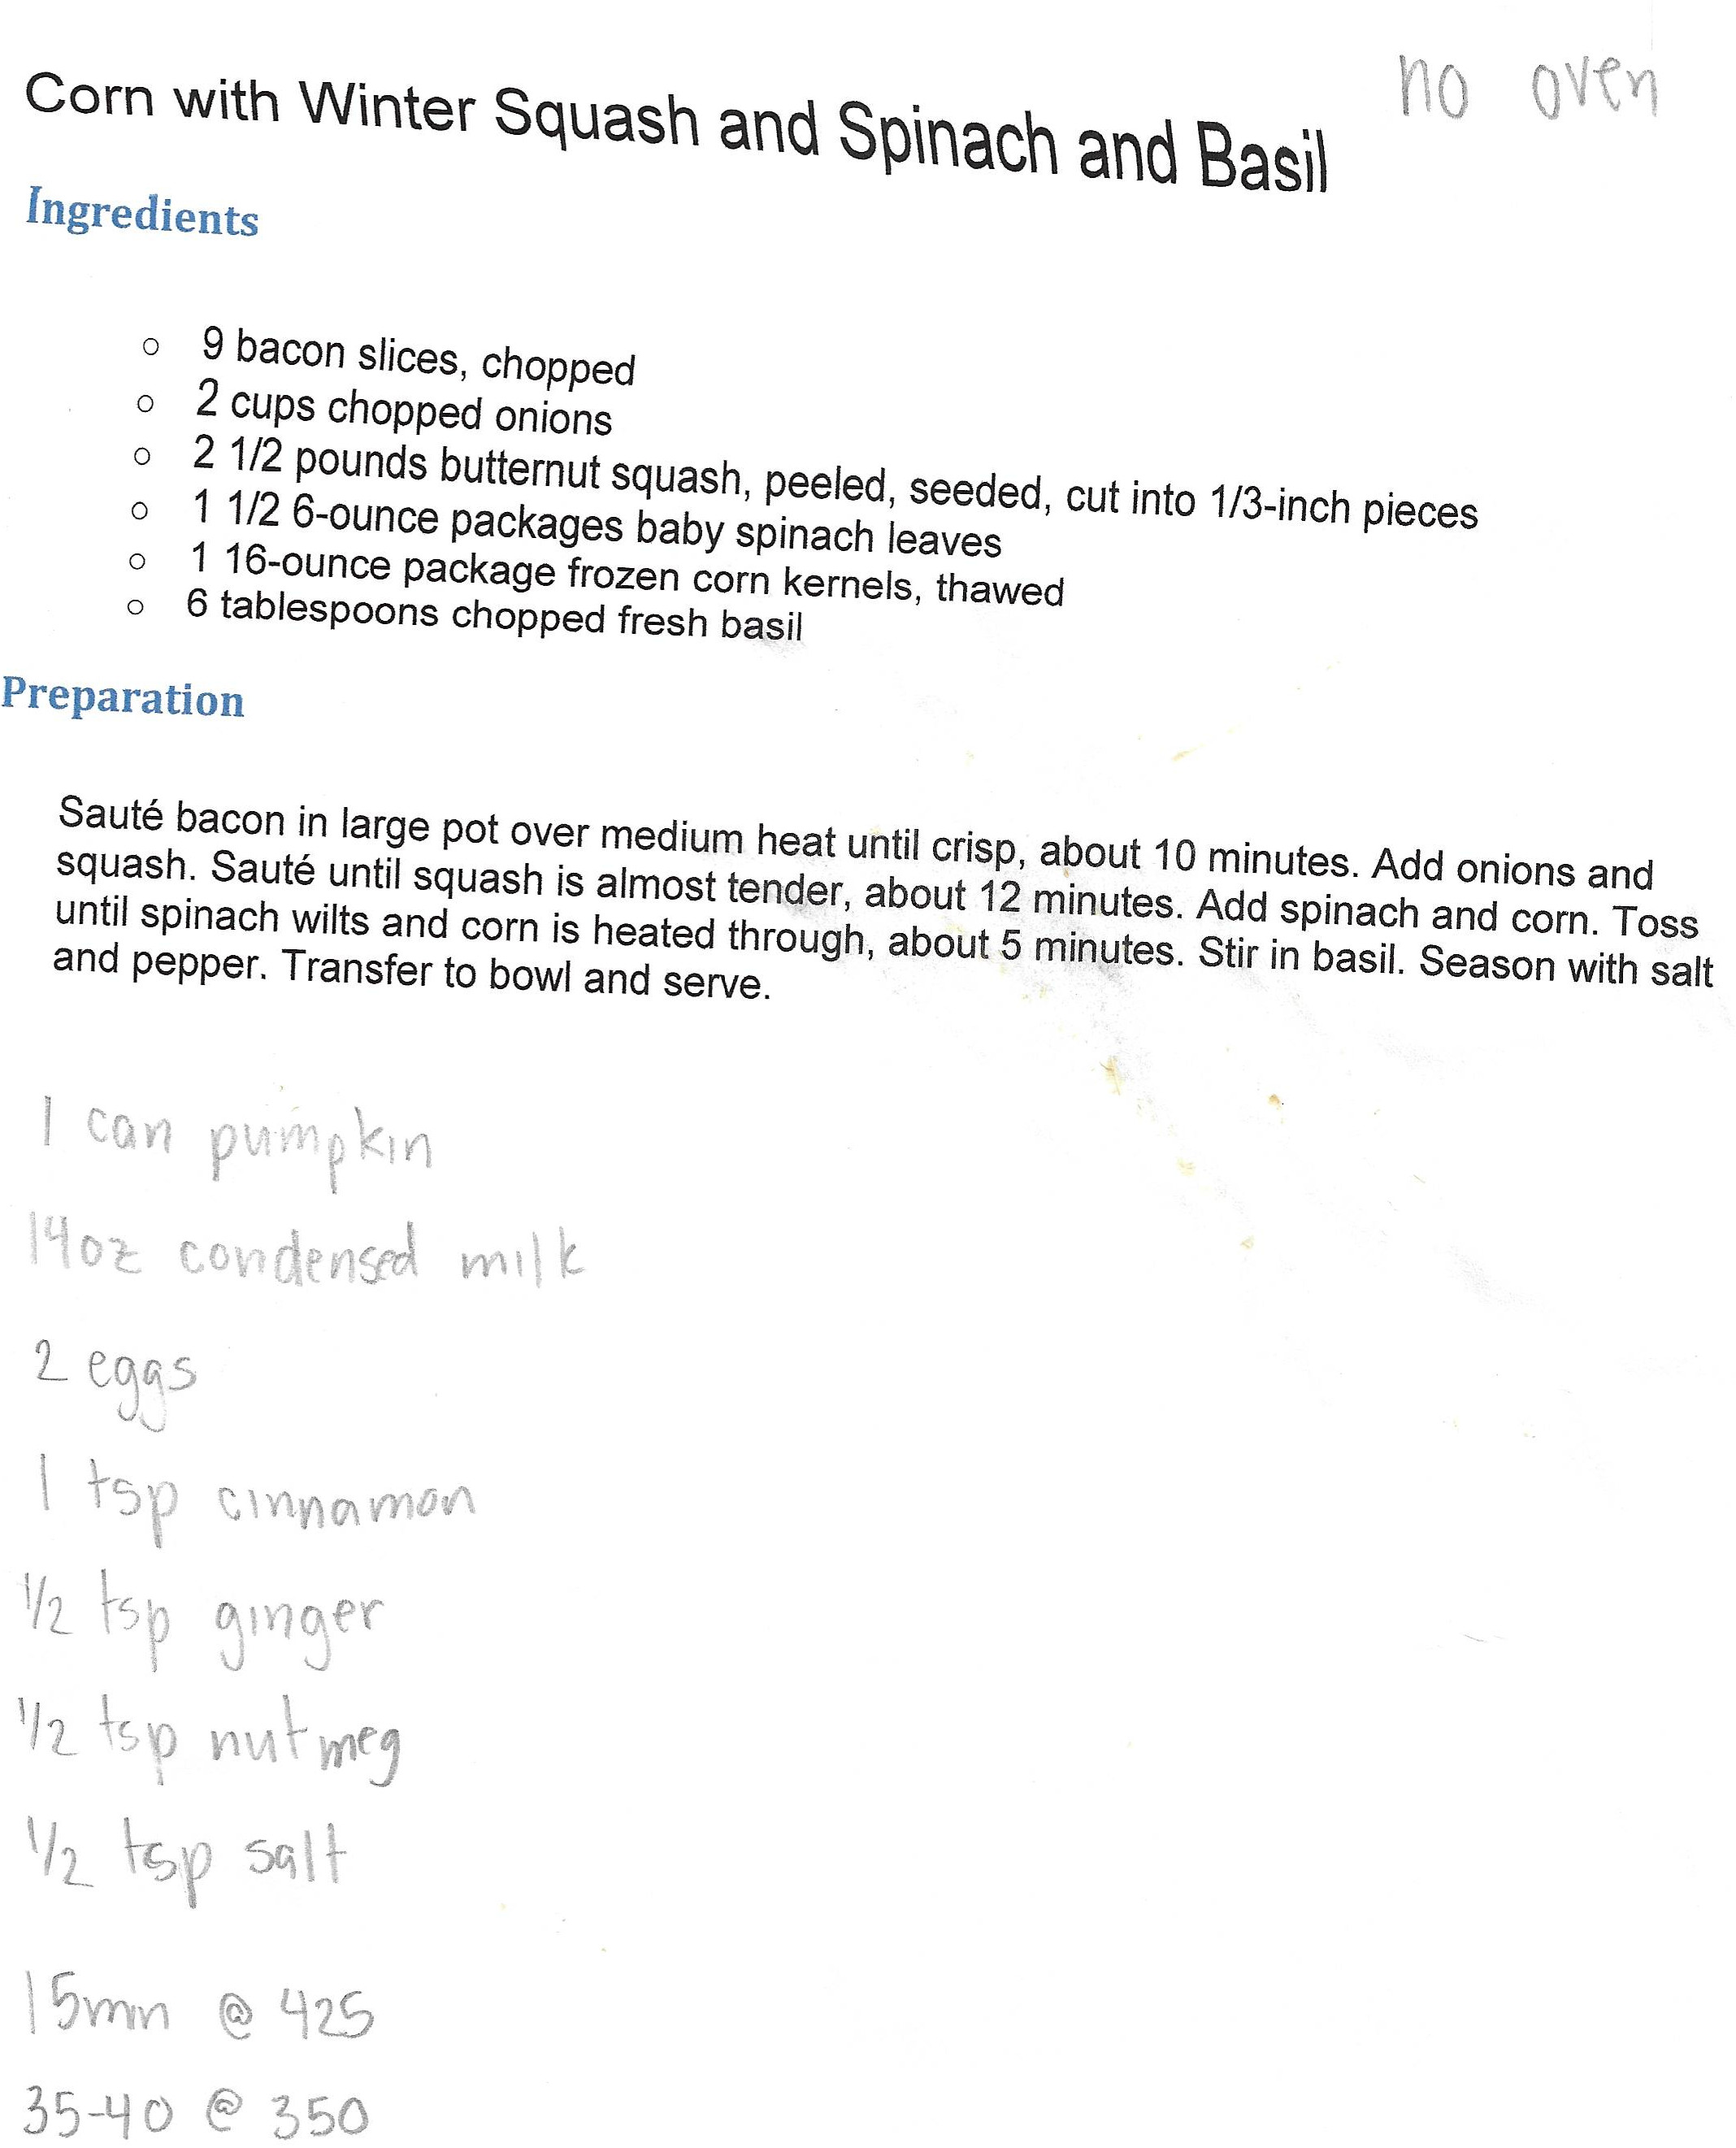 no oven
Corn with Winter Squash and Spinach and Basil
Ingredients
o 9 bacon slices, chopped
o 2 cups chopped onions
o 2 1/2 pounds butternut squash, peeled, seeded, cut into 1/3-inch pieces
o 1 1/2 6-ounce packages baby spinach leaves
o 1 16-ounce package frozen corn kernels, thawed
o 6 tablespoons chopped fresh basil
Preparation
Sauté bacon in large pot over medium heat until crisp, about 10 minutes. Add onions and
squash. Sauté until squash is almost tender, about 12 minutes. Add spinach and corn. Toss
until spinach wilts and corn is heated through, about 5 minutes. Stir in basil. Season with salt
and pepper. Transfer to bowl and serve.
1 can pumpkin
14oz condensed milk
2 eggs
1 tsp cinnamon
1/2 tsp ginger
1/2 tsp nutmeg
1/2 tsp salt
15min @ 425
35-40 @ 350